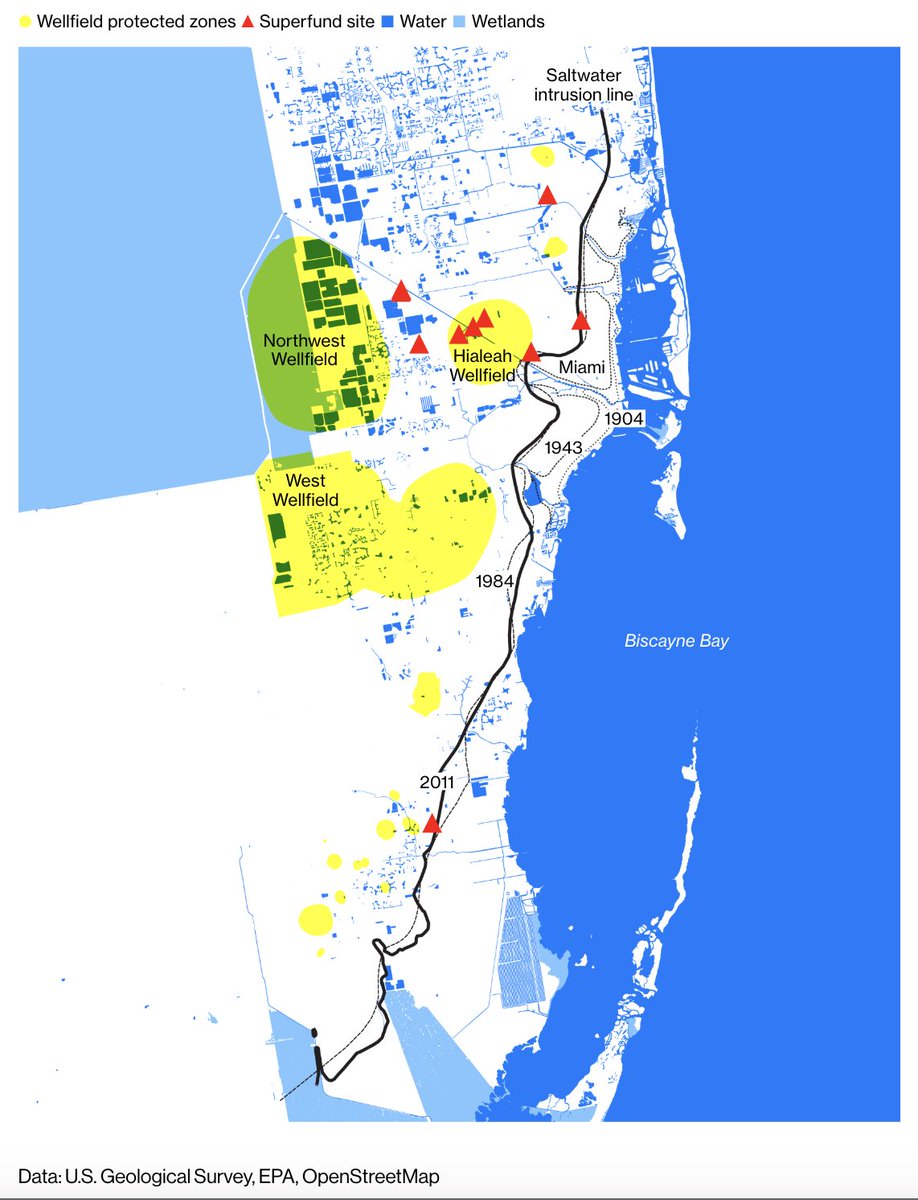 Wellfield protected zones Superfund site Water Wetlands
Saltwater
intrusion line
Northwest
Wellfield
Hialeah
Wellfield
Miami
1904
1943
West
Wellfield
1984
Biscayne Bay
2011
Data: U.S. Geological Survey, EPA, OpenStreetMap